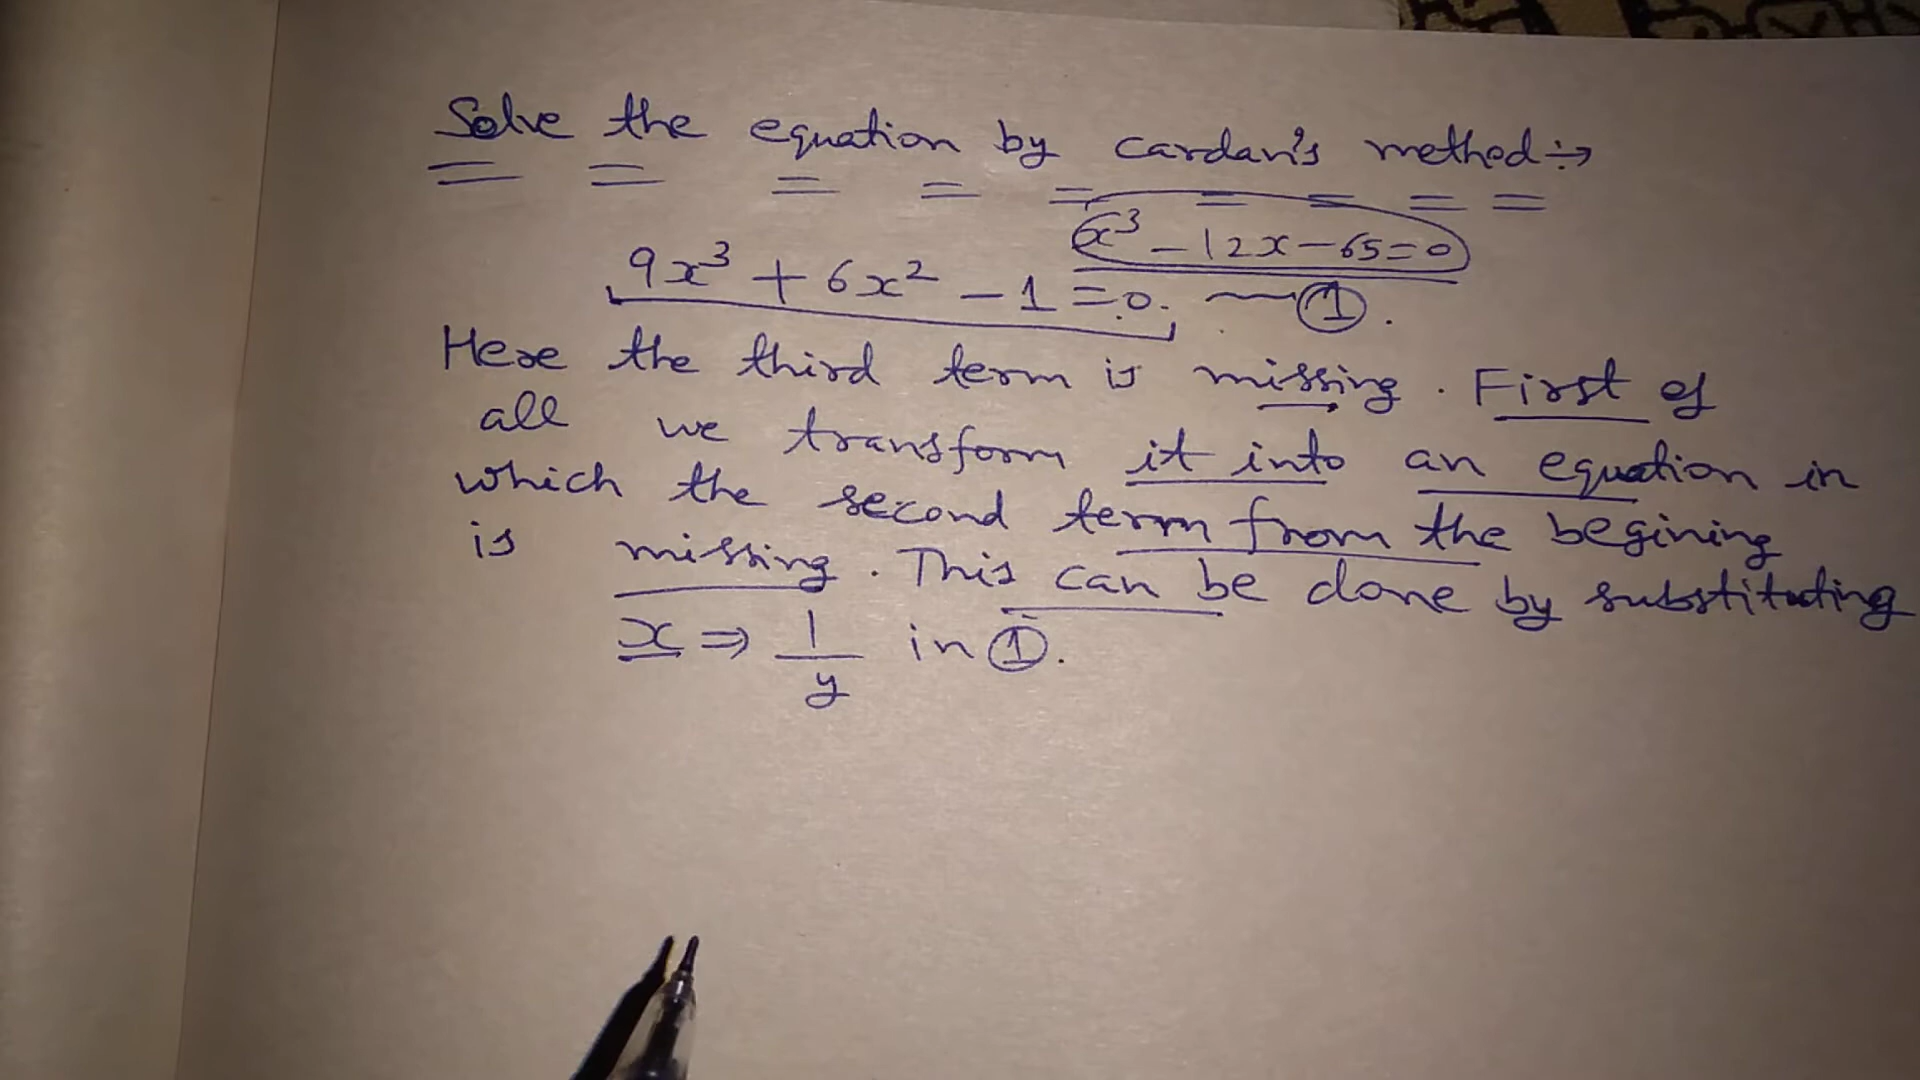 Solve the equation by cardan's method:→
x³ - 12x - 65 = 0
9x³ + 6x² - 1 = 0. — ①.
Here the third term is missing. First of
all we transform it into an equation in
which the second term from the begining
is missing. This can be done by substituting
x ⇒ 1/y in ①.